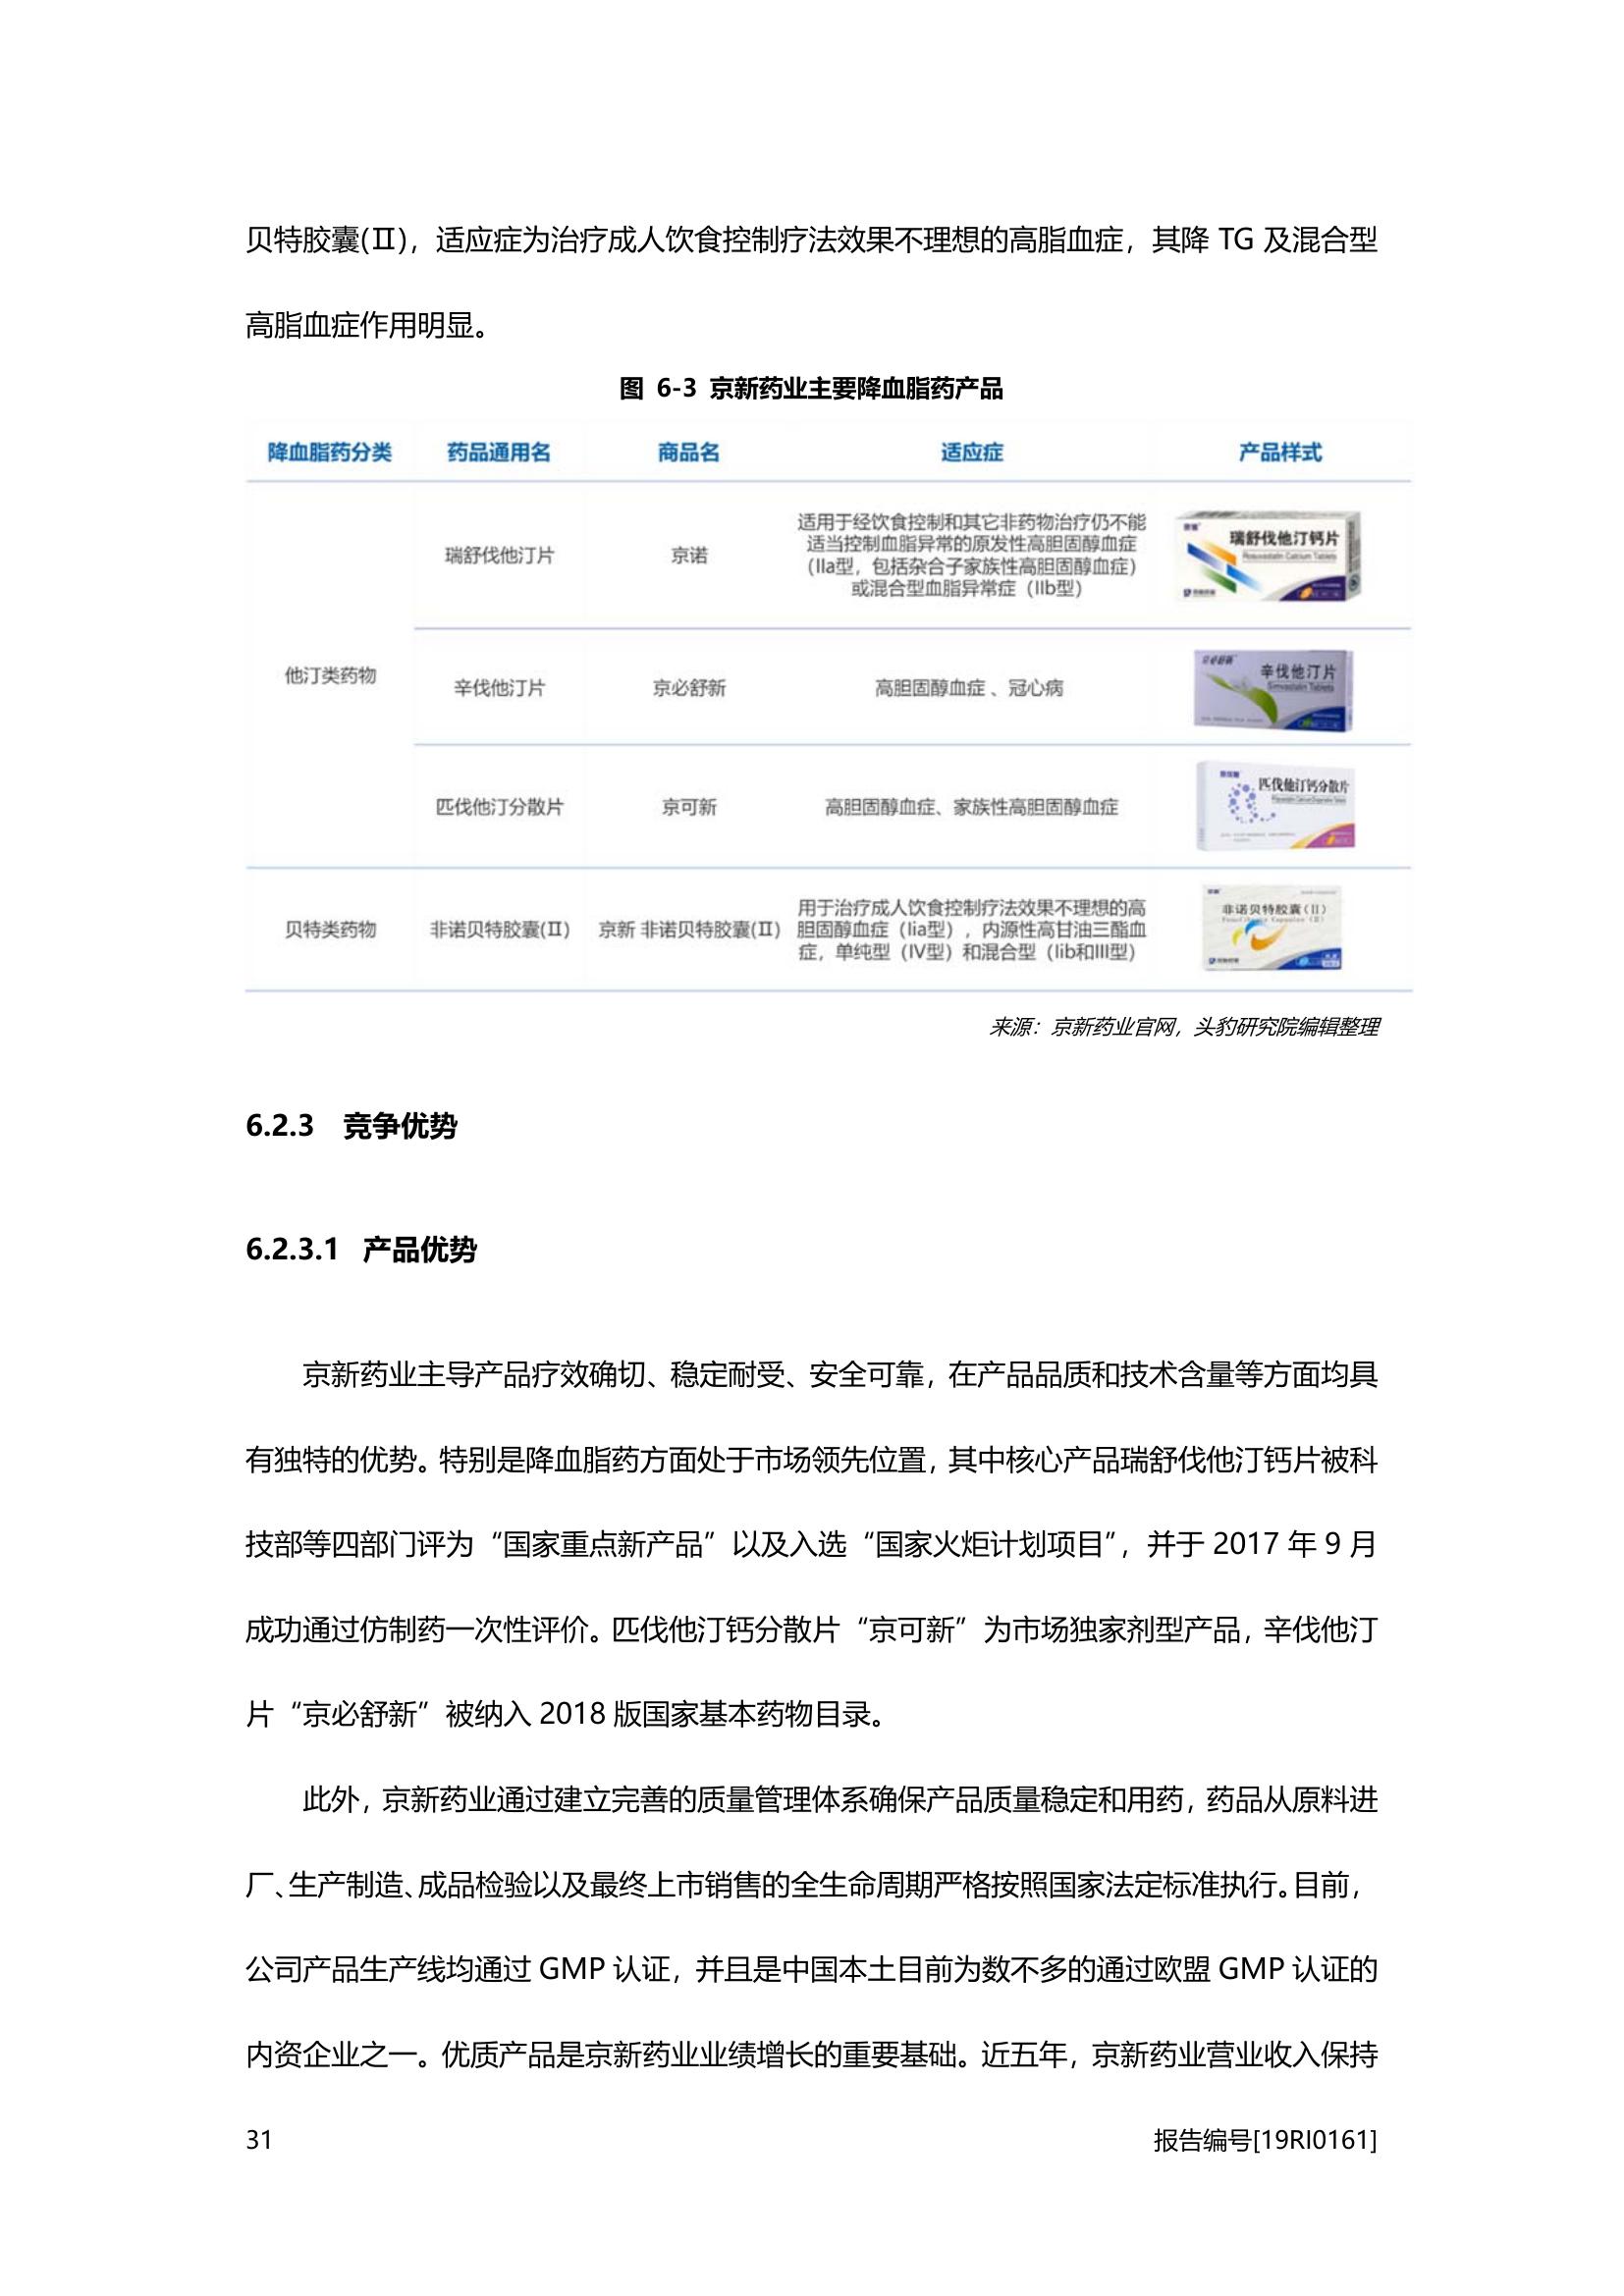 贝特胶囊(Ⅱ)，适应症为治疗成人饮食控制疗法效果不理想的高脂血症，其降 TG 及混合型
高脂血症作用明显。
图 6-3 京新药业主要降血脂药产品
降血脂药分类 药品通用名 商品名 适应症 产品样式
他汀类药物
瑞舒伐他汀片 京诺
适用于经饮食控制和其它非药物治疗仍不能
适当控制血脂异常的原发性高胆固醇血症
（IIa型，包括杂合子家族性高胆固醇血症）
或混合型血脂异常症（IIb型）
瑞舒伐他汀钙片
Rosuvastatin Calcium Tablets
辛伐他汀片 京必舒新 高胆固醇血症 、冠心病
京必舒新
辛伐他汀片
Simvastatin Tablets
匹伐他汀分散片 京可新 高胆固醇血症、家族性高胆固醇血症
匹伐他汀钙分散片
贝特类药物 非诺贝特胶囊(Ⅱ) 京新 非诺贝特胶囊(Ⅱ)
用于治疗成人饮食控制疗法效果不理想的高
胆固醇血症（Iia型），内源性高甘油三酯血
症，单纯型（IV型）和混合型（Iib和III型）
非诺贝特胶囊(II)
来源：京新药业官网，头豹研究院编辑整理
6.2.3 竞争优势
6.2.3.1 产品优势
京新药业主导产品疗效确切、稳定耐受、安全可靠，在产品品质和技术含量等方面均具
有独特的优势。特别是降血脂药方面处于市场领先位置，其中核心产品瑞舒伐他汀钙片被科
技部等四部门评为“国家重点新产品”以及入选“国家火炬计划项目”，并于 2017 年 9 月
成功通过仿制药一次性评价。匹伐他汀钙分散片“京可新”为市场独家剂型产品，辛伐他汀
片“京必舒新”被纳入 2018 版国家基本药物目录。
此外，京新药业通过建立完善的质量管理体系确保产品质量稳定和用药，药品从原料进
厂、生产制造、成品检验以及最终上市销售的全生命周期严格按照国家法定标准执行。目前，
公司产品生产线均通过 GMP 认证，并且是中国本土目前为数不多的通过欧盟 GMP 认证的
内资企业之一。优质产品是京新药业业绩增长的重要基础。近五年，京新药业营业收入保持
31 报告编号[19RI0161]